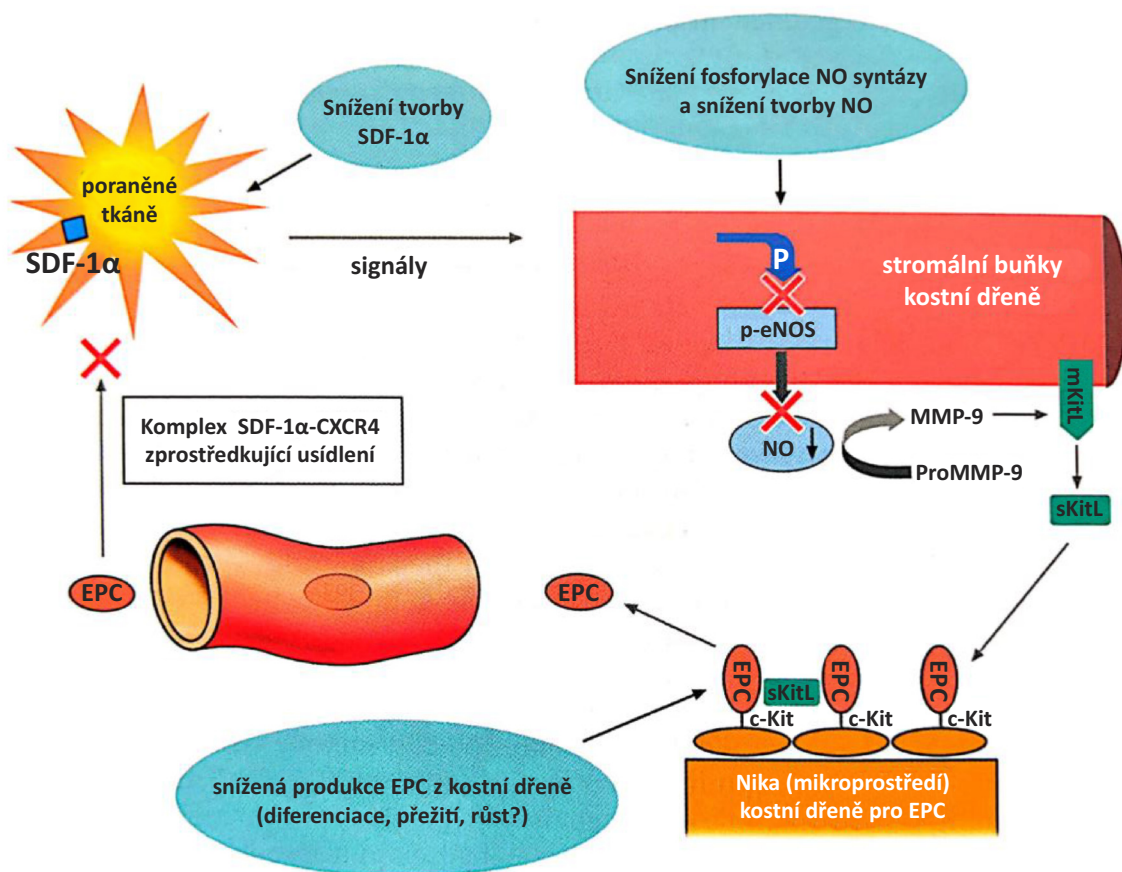 Snížení tvorby
SDF-1α
Snížení fosforylace NO syntázy
a snížení tvorby NO
poraněné
tkáně
SDF-1α
signály
P
stromální buňky
kostní dřeně
p-eNOS
mKitL
NO
MMP-9
ProMMP-9
sKitL
Komplex SDF-1α-CXCR4
zprostředkující usídlení
EPC
EPC
EPC
EPC
EPC
EPC
sKitL
c-Kit
c-Kit
c-Kit
snížená produkce EPC z kostní dřeně
(diferenciace, přežití, růst?)
Nika (mikroprostředí)
kostní dřeně pro EPC